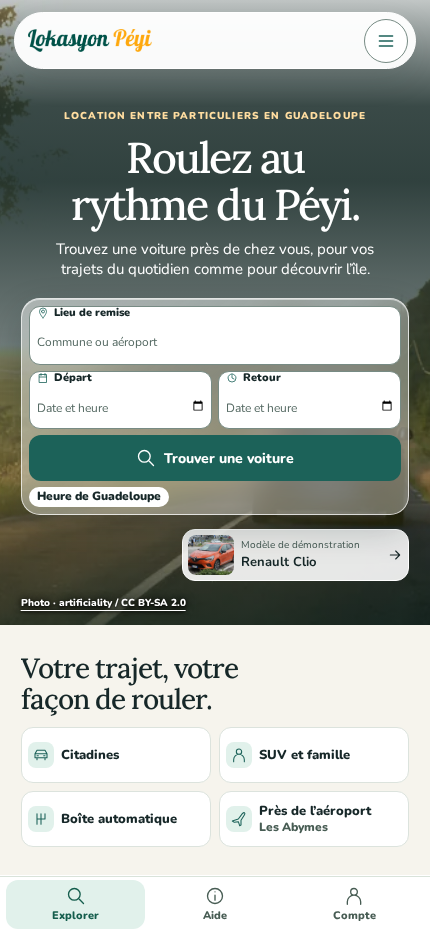 Lokasyon Péyi
LOCATION ENTRE PARTICULIERS EN GUADELOUPE
Roulez au
rythme du Péyi.
Trouvez une voiture près de chez vous, pour vos
trajets du quotidien comme pour découvrir l’île.
Lieu de remise
Commune ou aéroport
Départ
Retour
Date et heure
Date et heure
Trouver une voiture
Heure de Guadeloupe
Modèle de démonstration
Renault Clio
Photo · artificiality / CC BY-SA 2.0
Votre trajet, votre
façon de rouler.
Citadines
SUV et famille
Boîte automatique
Près de l’aéroport
Les Abymes
Explorer
Aide
Compte